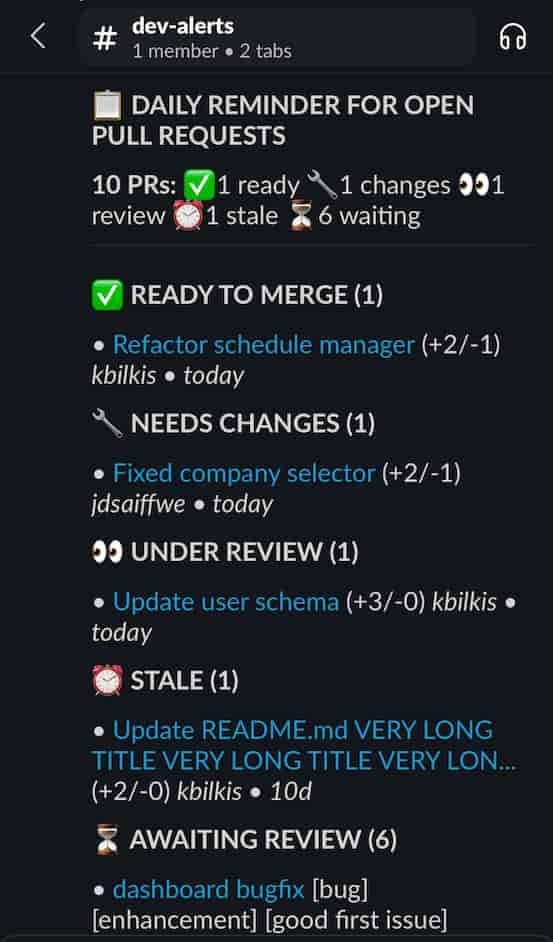 # dev-alerts
1 member • 2 tabs
📋 DAILY REMINDER FOR OPEN
PULL REQUESTS
10 PRs: ✅1 ready 🔧1 changes 👀1
review ⏰1 stale ⏳6 waiting
✅ READY TO MERGE (1)
• Refactor schedule manager (+2/-1)
kbilkis • today
🔧 NEEDS CHANGES (1)
• Fixed company selector (+2/-1)
jdsaiffwe • today
👀 UNDER REVIEW (1)
• Update user schema (+3/-0) kbilkis •
today
⏰ STALE (1)
• Update README.md VERY LONG
TITLE VERY LONG TITLE VERY LON...
(+2/-0) kbilkis • 10d
⏳ AWAITING REVIEW (6)
• dashboard bugfix [bug]
[enhancement] [good first issue]